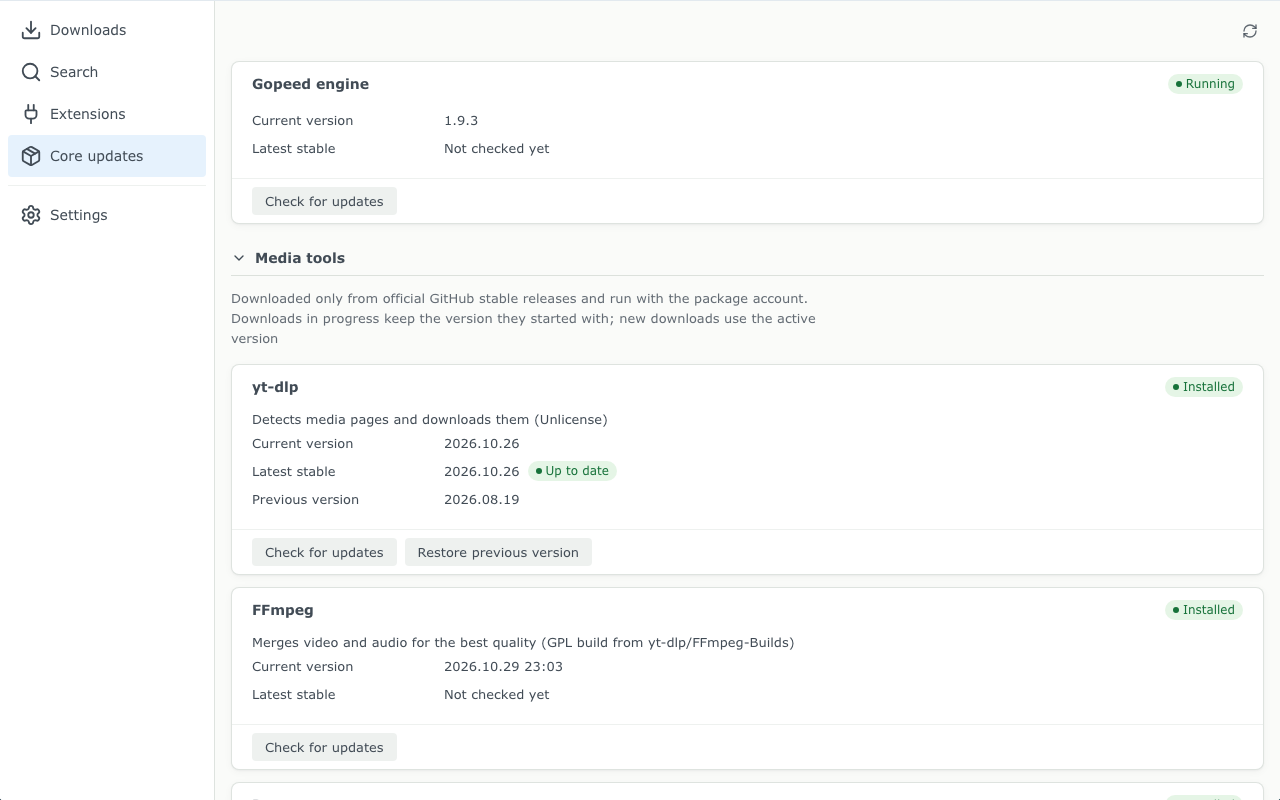 Downloads
Search
Extensions
Core updates
Settings
Gopeed engine
Running
Current version 1.9.3
Latest stable Not checked yet
Check for updates
Media tools
Downloaded only from official GitHub stable releases and run with the package account.
Downloads in progress keep the version they started with; new downloads use the active
version
yt-dlp
Installed
Detects media pages and downloads them (Unlicense)
Current version 2026.10.26
Latest stable 2026.10.26 Up to date
Previous version 2026.08.19
Check for updates Restore previous version
FFmpeg
Installed
Merges video and audio for the best quality (GPL build from yt-dlp/FFmpeg-Builds)
Current version 2026.10.29 23:03
Latest stable Not checked yet
Check for updates